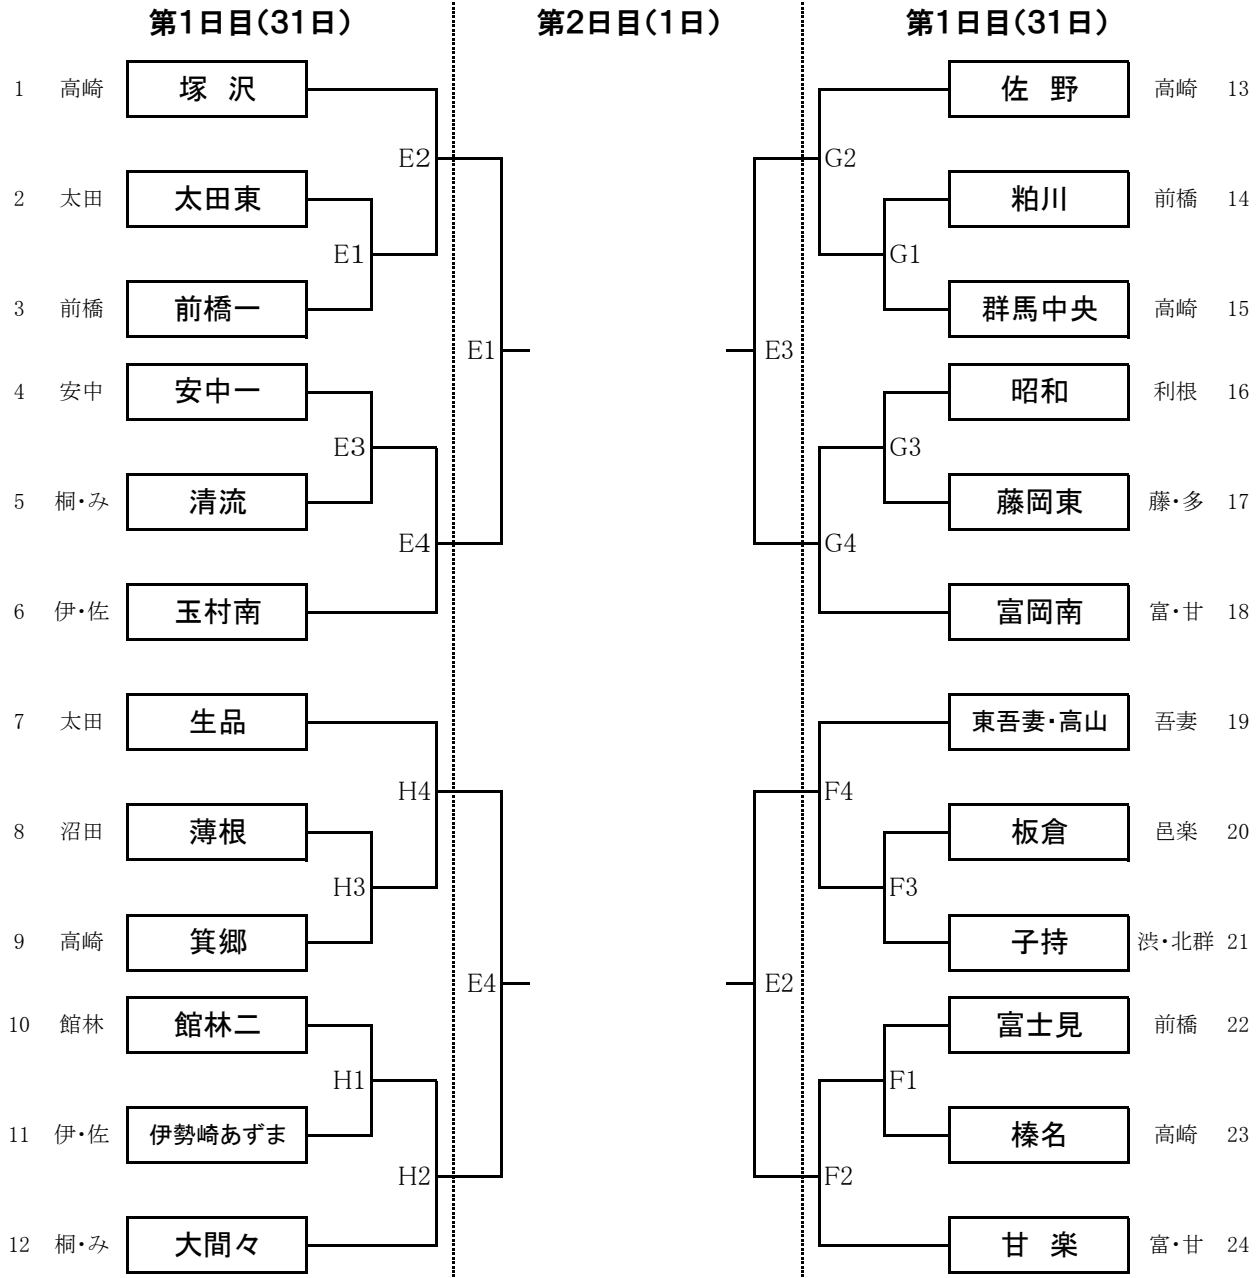 第1日目(31日) 第2日目(1日) 第1日目(31日)
1 高崎 塚 沢 佐 野 高崎 13
E2 G2
2 太田 太田東 粕川 前橋 14
E1 G1
3 前橋 前橋一 群馬中央 高崎 15
E1 E3
4 安中 安中一 昭和 利根 16
E3 G3
5 桐・み 清流 藤岡東 藤・多 17
E4 G4
6 伊・佐 玉村南 富岡南 富・甘 18
7 太田 生品 東吾妻・高山 吾妻 19
H4 F4
8 沼田 薄根 板倉 邑楽 20
H3 F3
9 高崎 箕郷 子持 渋・北群 21
E4 E2
10 館林 館林二 富士見 前橋 22
H1 F1
11 伊・佐 伊勢崎あずま 榛名 高崎 23
H2 F2
12 桐・み 大間々 甘 楽 富・甘 24